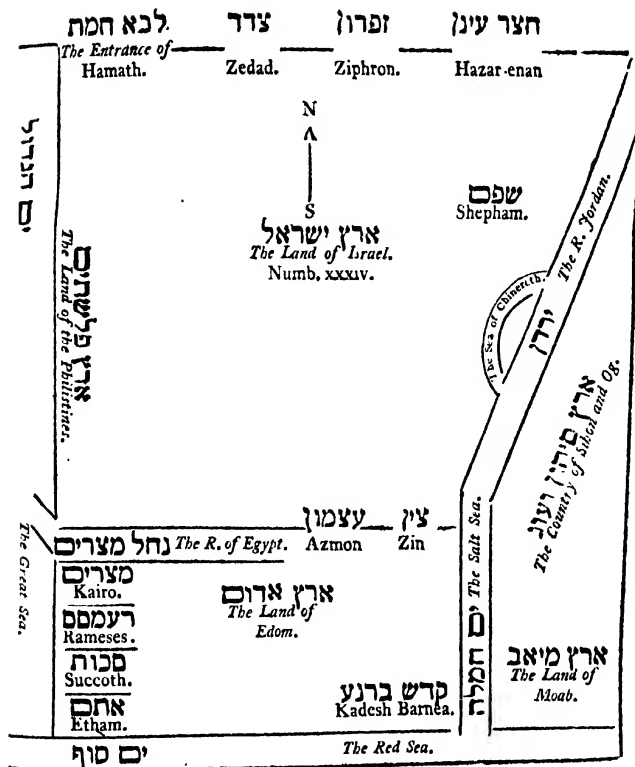 לבא חמת
The Entrance of
Hamath.
צדד
Zedad.
זפרון
Ziphron.
חצר עינן
Hazar-enan
ים הגדול
N
S
שפם
Shepham.
ארץ ישראל
The Land of Israel.
Numb. xxxiv.
The R. Jordan.
ירדן
The Sea of Chinereth.
ארץ פלשתים
The Land of the Philistines.
ארץ סיחון ועוג
The Country of Sihon and Og.
עצמון
Azmon
צין
Zin
נחל מצרים
The R. of Egypt.
The Great Sea.
The Salt Sea.
ים חמלה
מצרים
Kairo.
רעמסס
Rameses.
סכות
Succoth.
אתם
Etham.
ארץ אדום
The Land of
Edom.
קדש ברנע
Kadesh Barnea.
ארץ מיאב
The Land of
Moab.
ים סוף
The Red Sea.